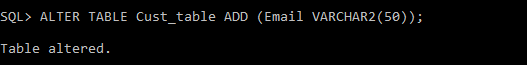 SQL> ALTER TABLE Cust_table ADD (Email VARCHAR2(50));
Table altered.